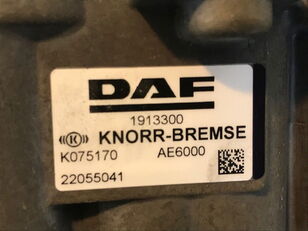 DAF
1913300
K KNORR-BREMSE
K075170 AE6000
22055041